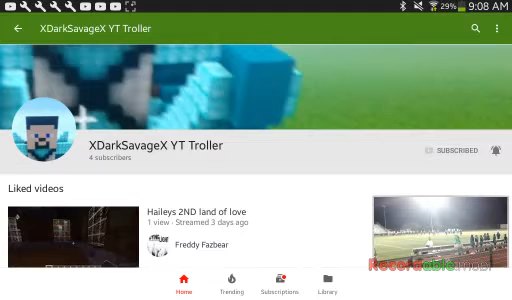 29% 9:08 AM
XDarkSavageX YT Troller
XDarkSavageX YT Troller
4 subscribers
SUBSCRIBED
Liked videos
Haileys 2ND land of love
1 view · Streamed 3 days ago
Freddy Fazbear
Home
Trending
Subscriptions
Library